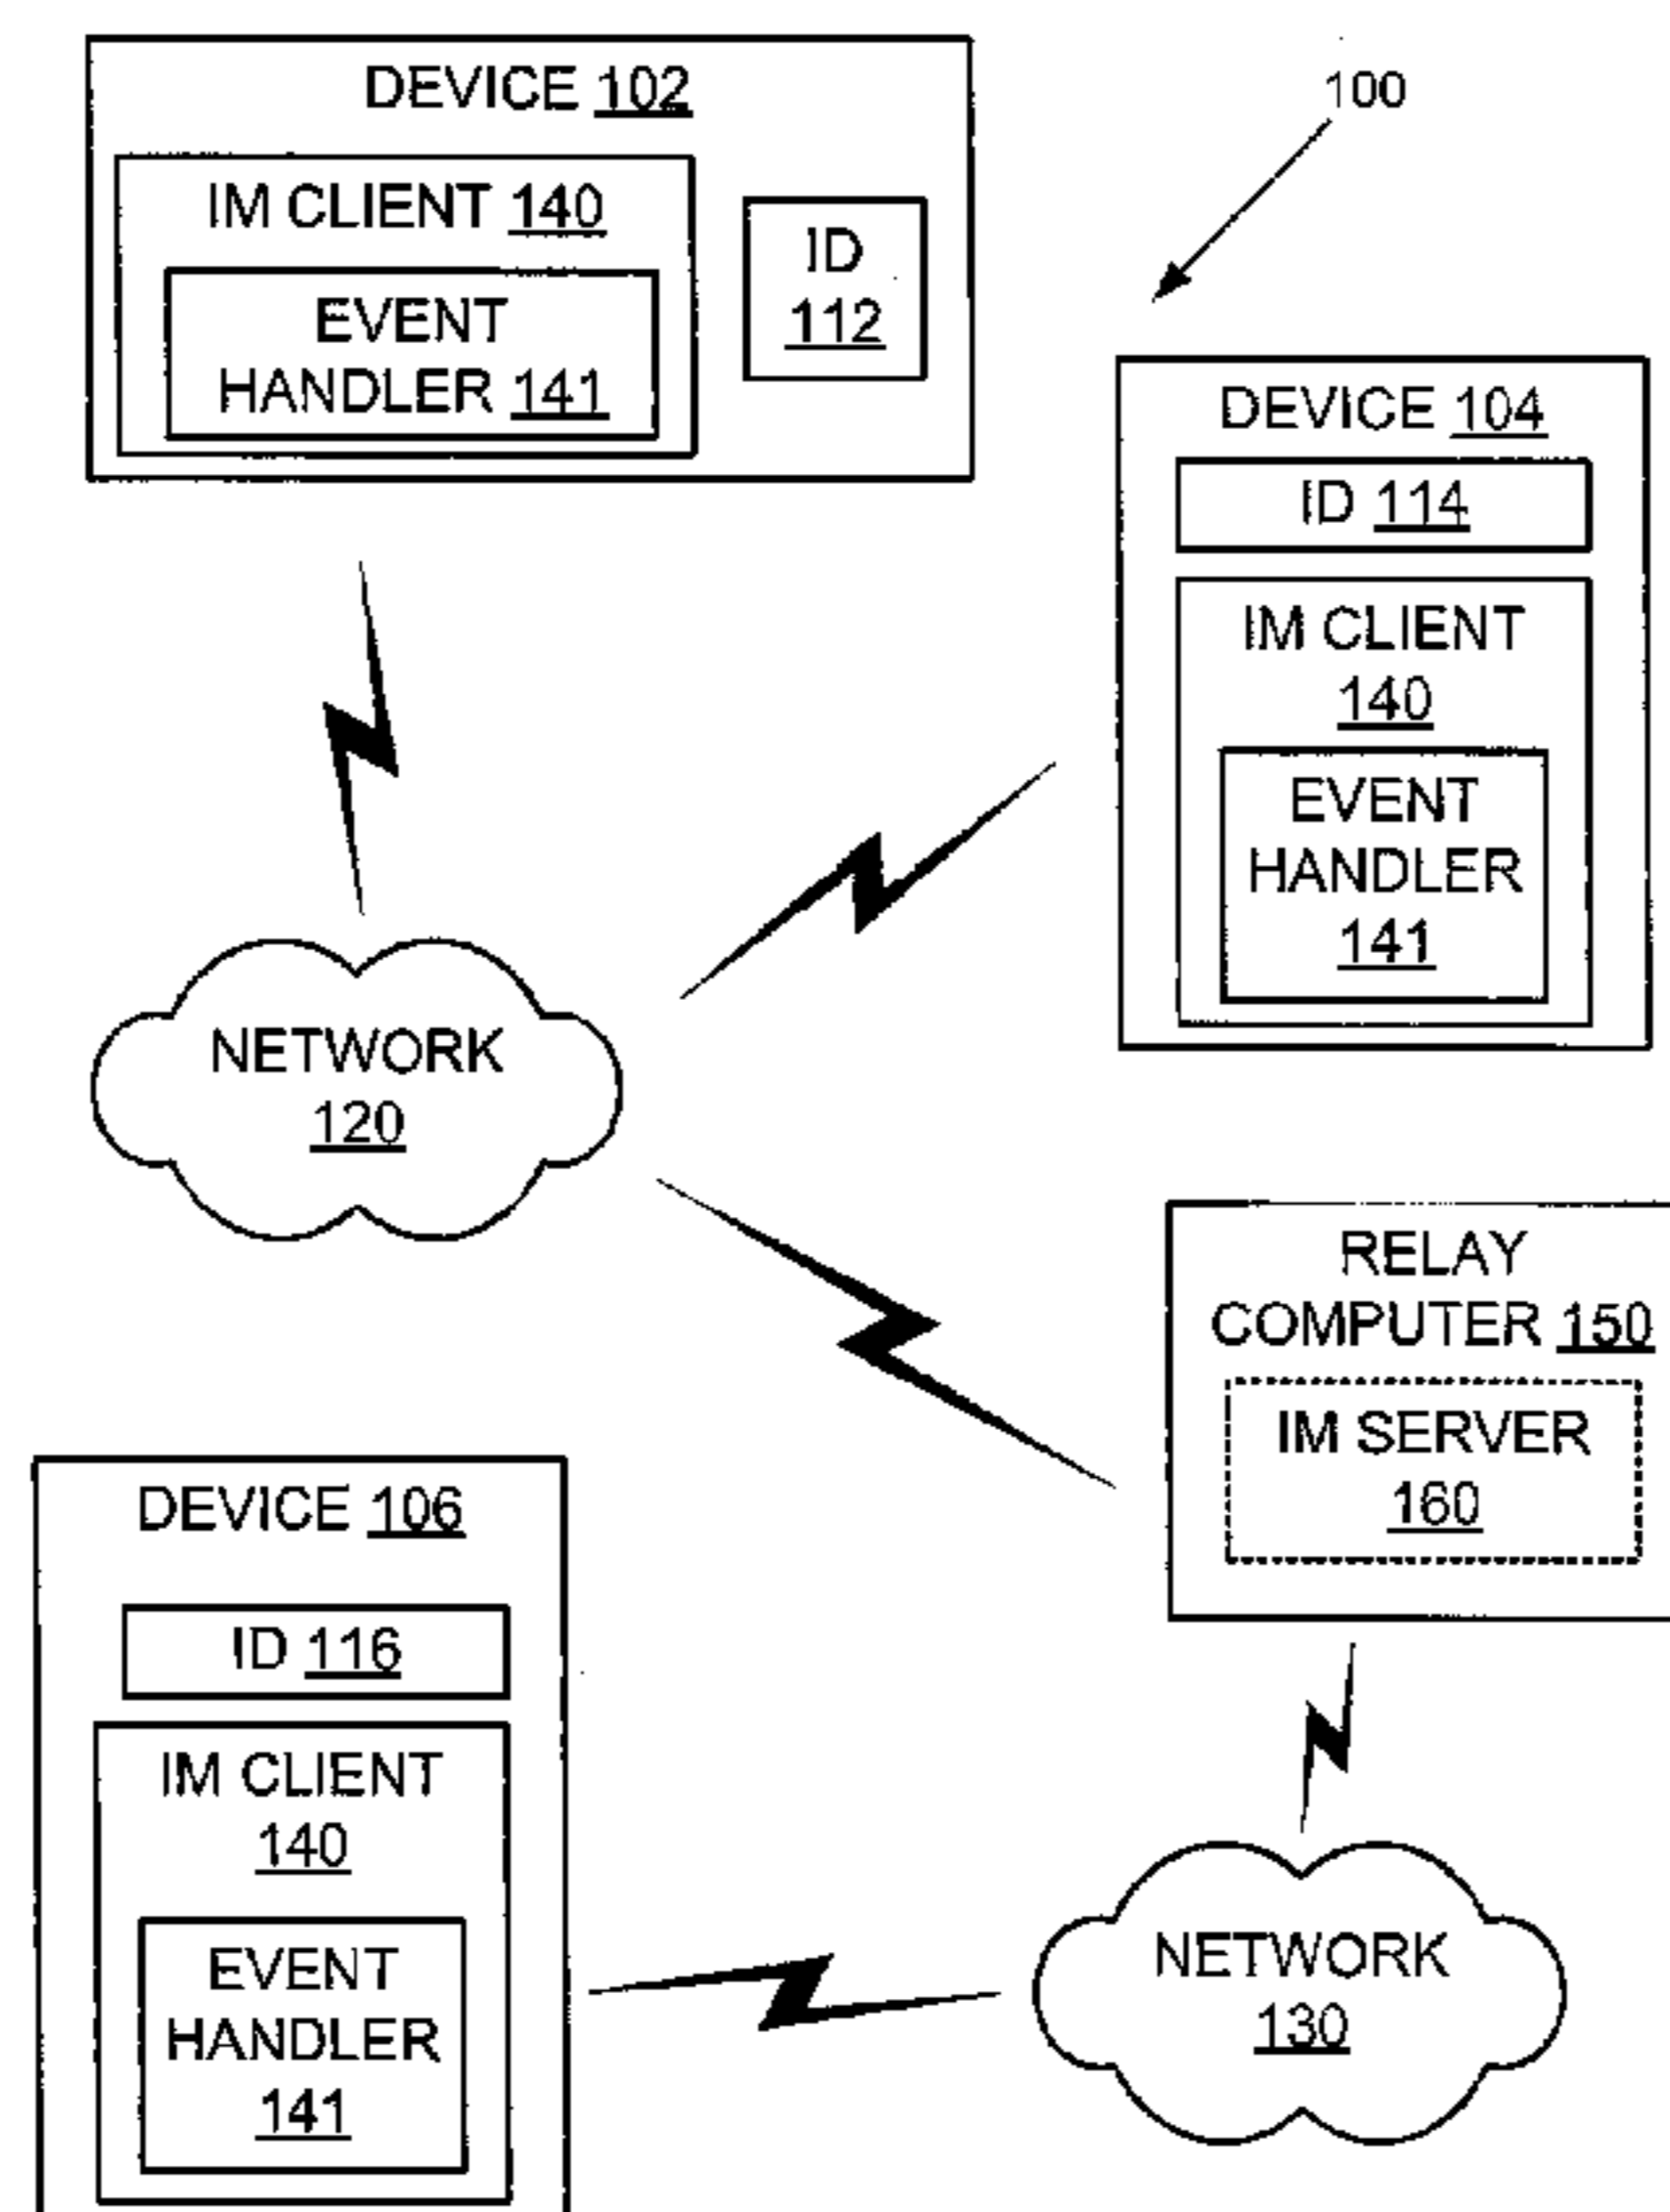 DEVICE 102
100
IM CLIENT 140
ID
112
EVENT
HANDLER 141
DEVICE 104
ID 114
IM CLIENT
140
EVENT
HANDLER
141
NETWORK
120
RELAY
COMPUTER 150
IM SERVER
160
DEVICE 106
ID 116
IM CLIENT
140
EVENT
HANDLER
141
NETWORK
130